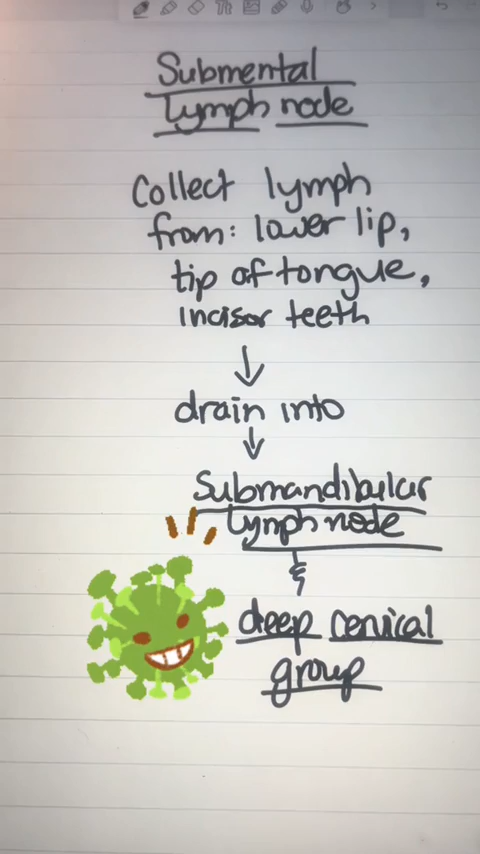 Submental
lymph node
Collect lymph
from: lower lip,
tip of tongue,
incisor teeth
drain into
Submandibular
lymph node
&
deep cervical
group